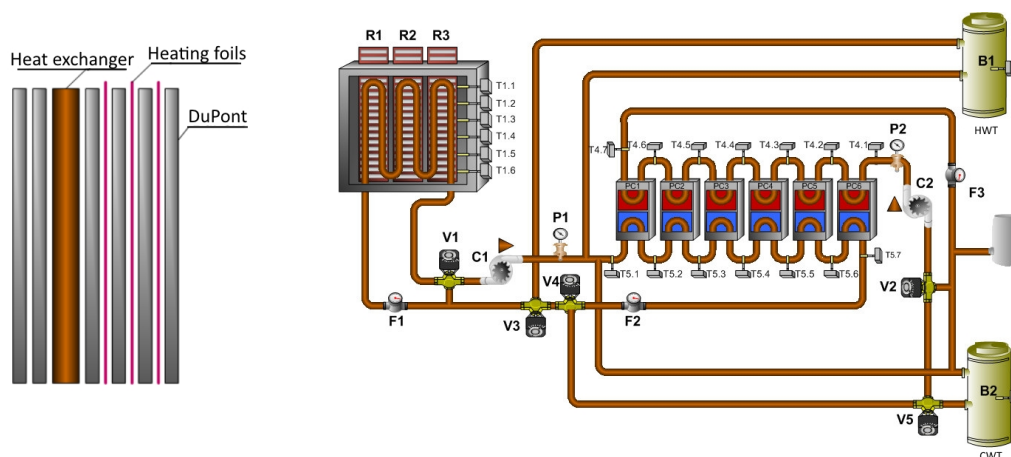 Heat exchanger
Heating foils
DuPont
R1
R2
R3
T1.1
T1.2
T1.3
T1.4
T1.5
T1.6
V1
C1
P1
F1
V3
V4
F2
T4.7
T4.6
T4.5
T4.4
T4.3
T4.2
T4.1
P2
C2
PC1
PC2
PC3
PC4
PC5
PC6
T5.1
T5.2
T5.3
T5.4
T5.5
T5.6
T5.7
F3
V2
V5
B1
HWT
B2
CWT